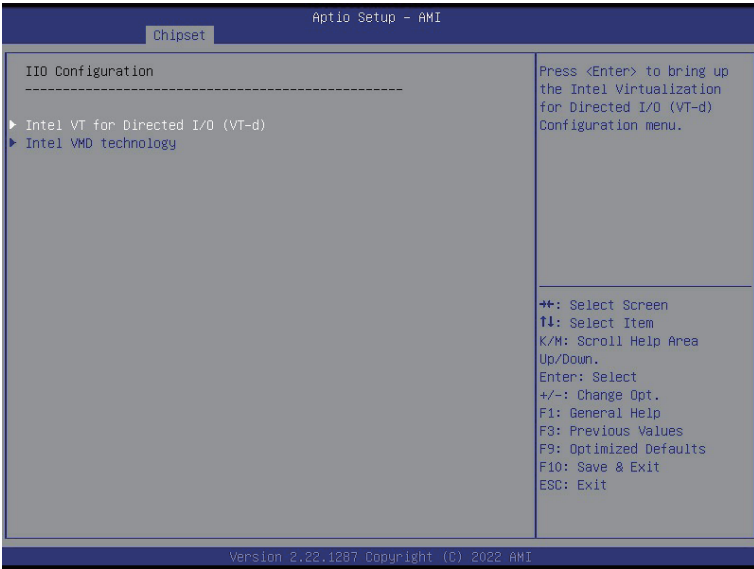 Aptio Setup – AMI
Chipset
IIO Configuration
--------------------------------------------------
▶ Intel VT for Directed I/O (VT-d)
▶ Intel VMD technology
Press <Enter> to bring up
the Intel Virtualization
for Directed I/O (VT-d)
Configuration menu.
→←: Select Screen
↑↓: Select Item
K/M: Scroll Help Area
Up/Down.
Enter: Select
+/-: Change Opt.
F1: General Help
F3: Previous Values
F9: Optimized Defaults
F10: Save & Exit
ESC: Exit
Version 2.22.1287 Copyright (C) 2022 AMI